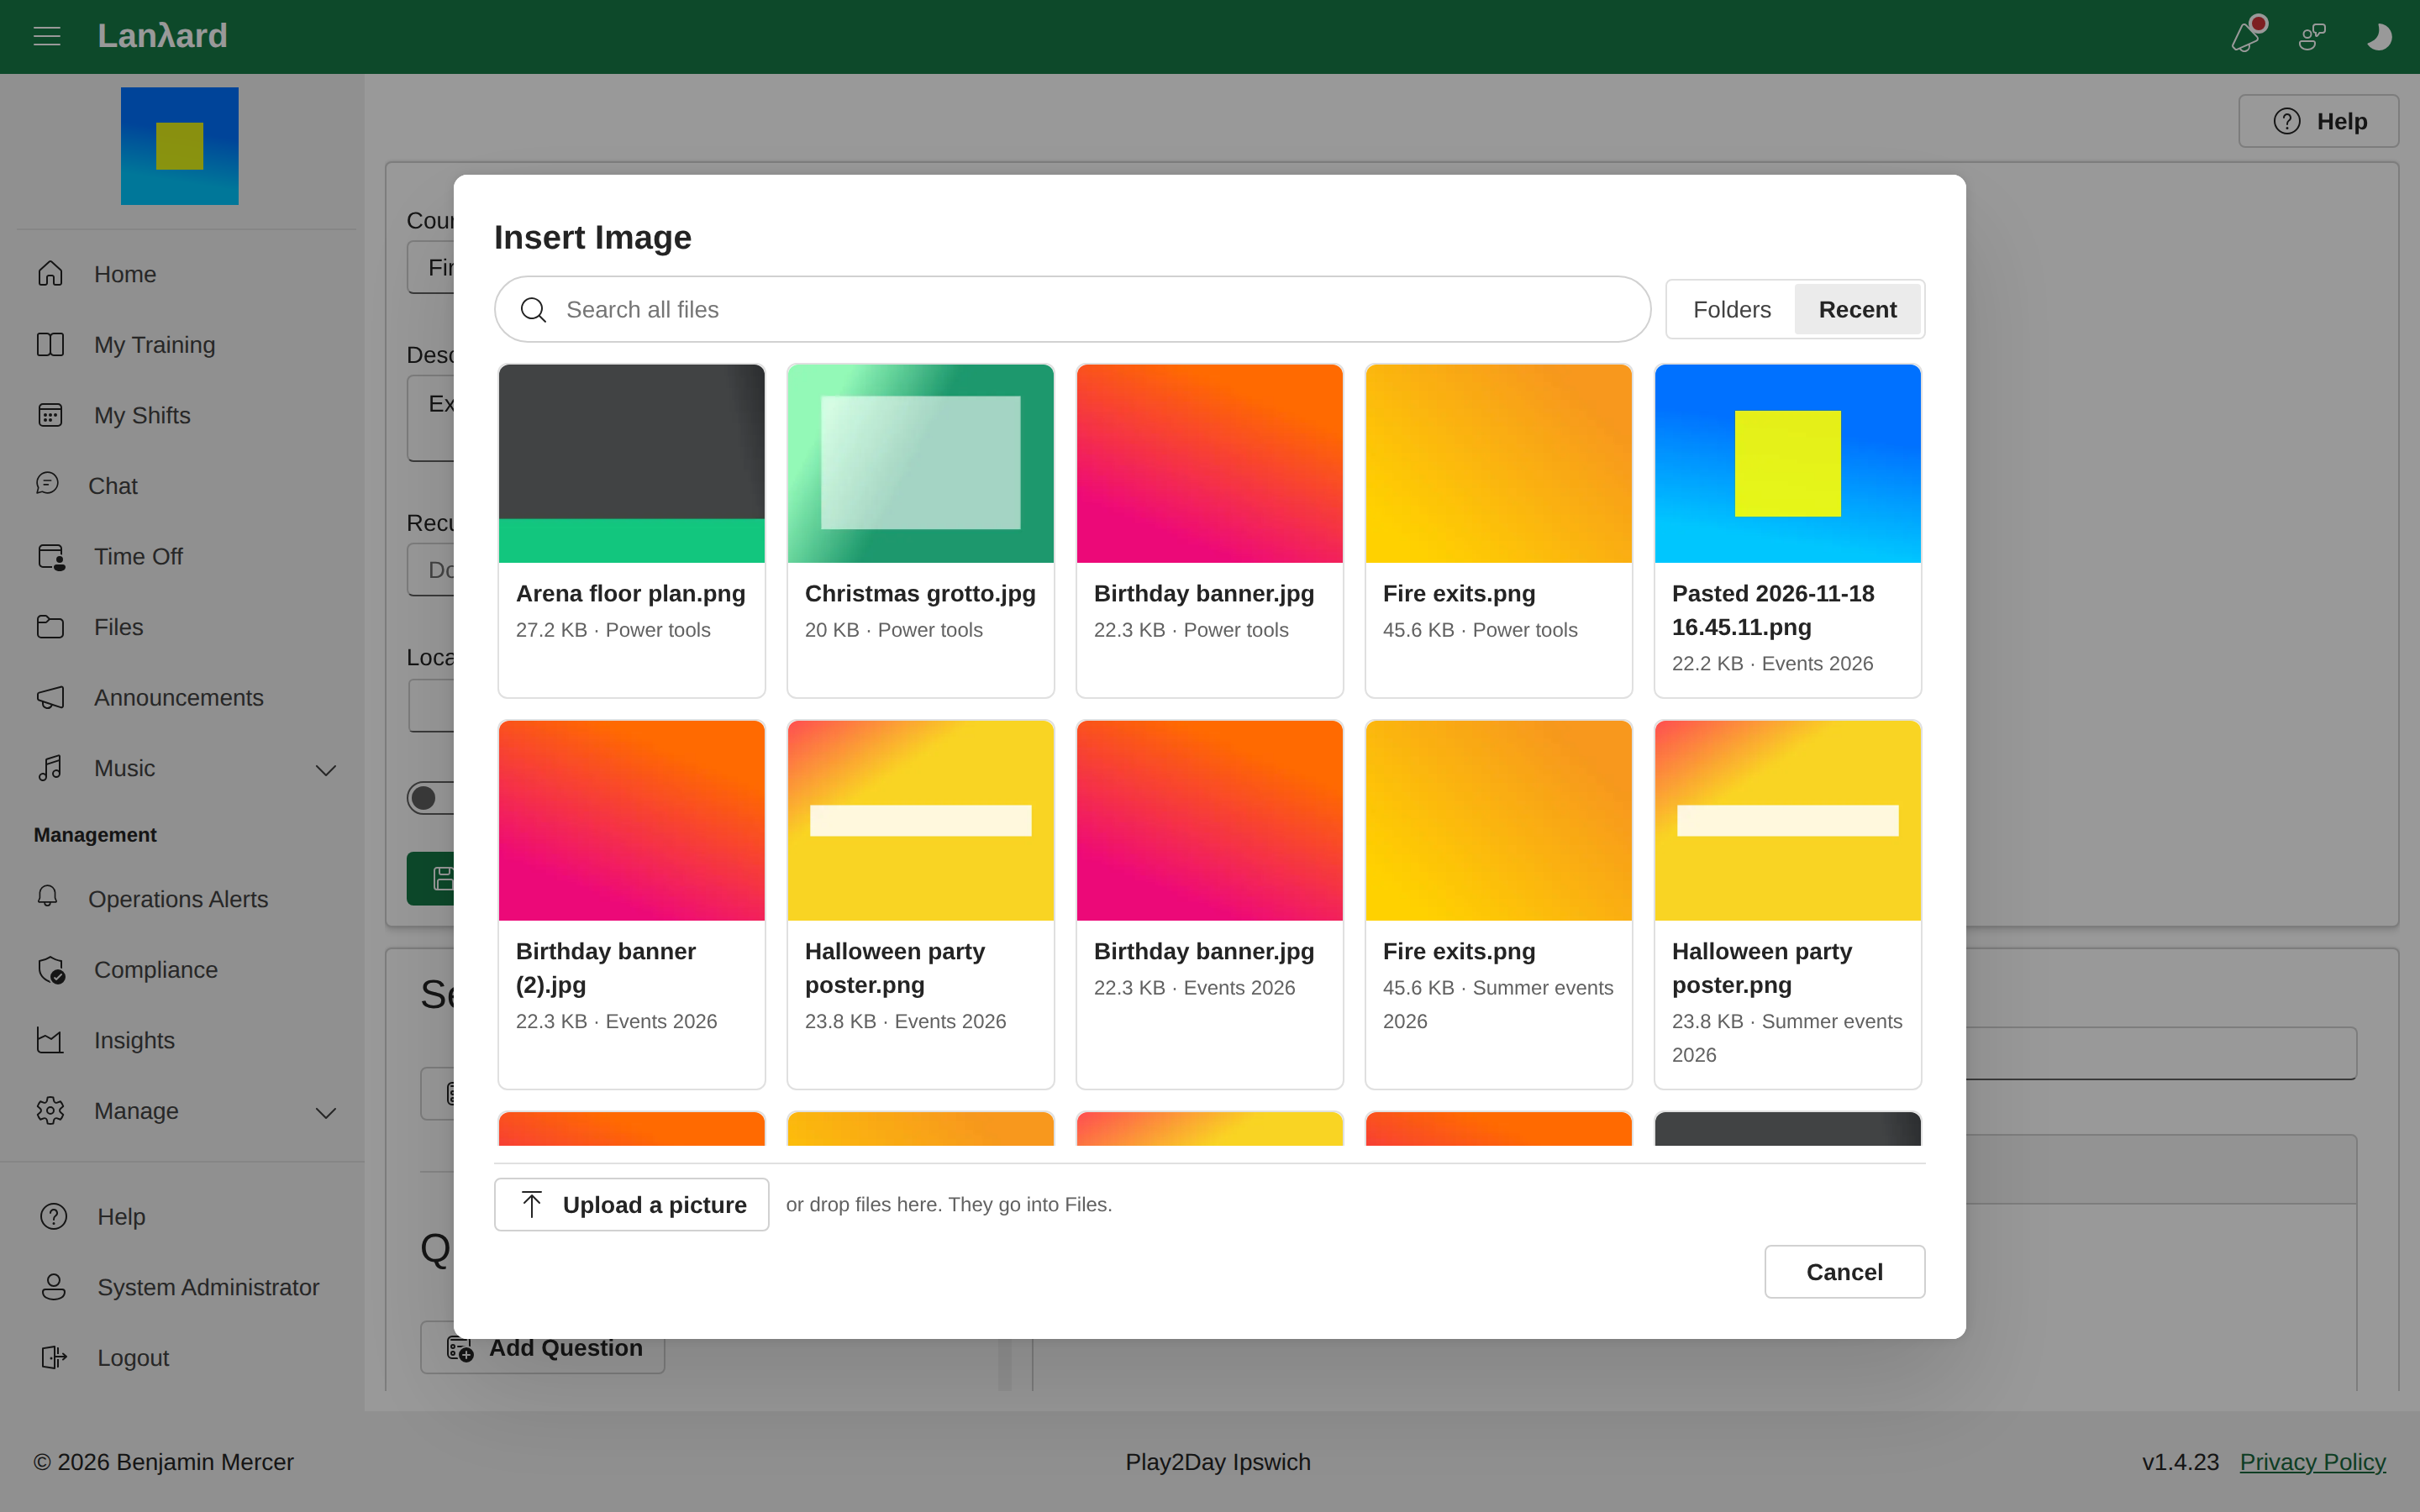 Lanλard
Help
Home
My Training
My Shifts
Chat
Time Off
Files
Announcements
Music
Management
Operations Alerts
Compliance
Insights
Manage
Help
System Administrator
Logout
Insert Image
Search all files
Folders
Recent
Arena floor plan.png
27.2 KB · Power tools
Christmas grotto.jpg
20 KB · Power tools
Birthday banner.jpg
22.3 KB · Power tools
Fire exits.png
45.6 KB · Power tools
Pasted 2026-11-18
16.45.11.png
22.2 KB · Events 2026
Birthday banner
(2).jpg
22.3 KB · Events 2026
Halloween party
poster.png
23.8 KB · Events 2026
Birthday banner.jpg
22.3 KB · Events 2026
Fire exits.png
45.6 KB · Summer events
2026
Halloween party
poster.png
23.8 KB · Summer events
2026
Upload a picture
or drop files here. They go into Files.
Cancel
Add Question
© 2026 Benjamin Mercer
Play2Day Ipswich
v1.4.23
Privacy Policy